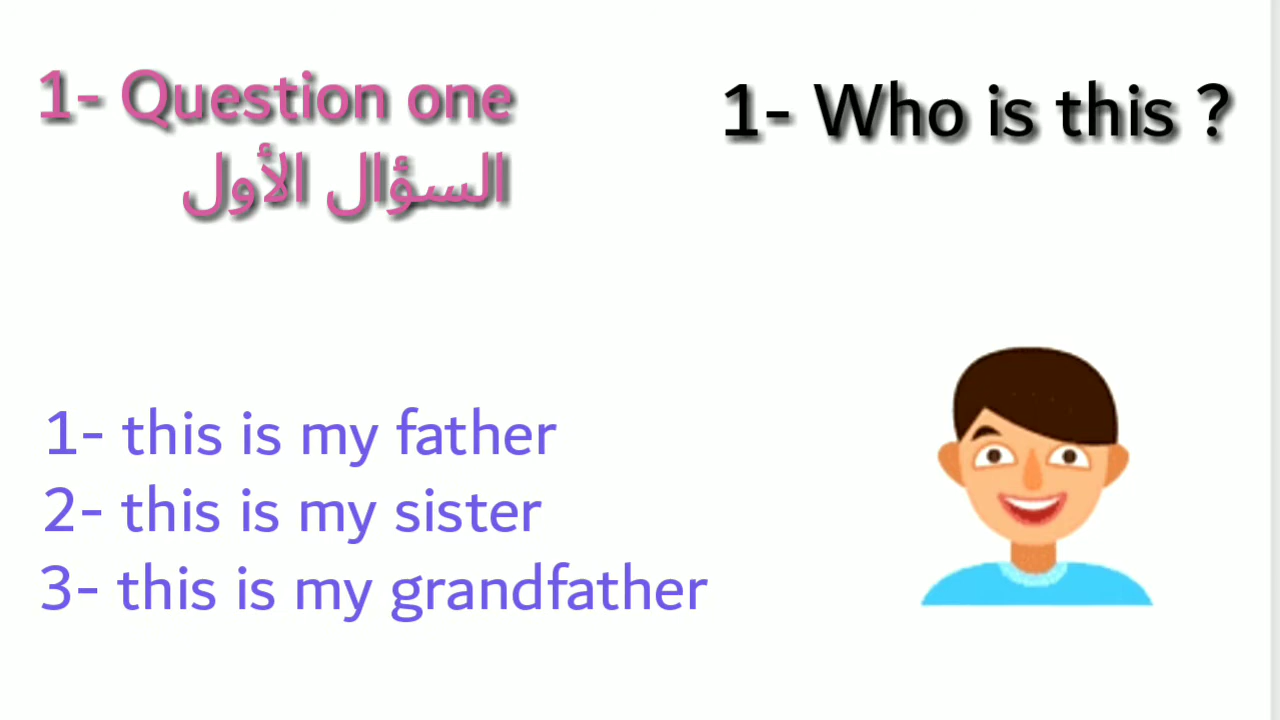 1- Question one
السؤال الأول
1- Who is this ?
1- this is my father
2- this is my sister
3- this is my grandfather